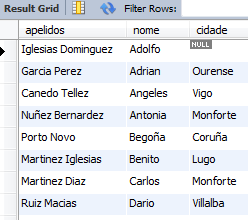 Result Grid Filter Rows:
apelidos nome cidade
Iglesias Dominguez Adolfo NULL
Garcia Perez Adrian Ourense
Canedo Tellez Angeles Vigo
Nuñez Bernardez Antonia Monforte
Porto Novo Begoña Coruña
Martinez Iglesias Benito Lugo
Martinez Diaz Carlos Monforte
Ruiz Macias Dario Villalba